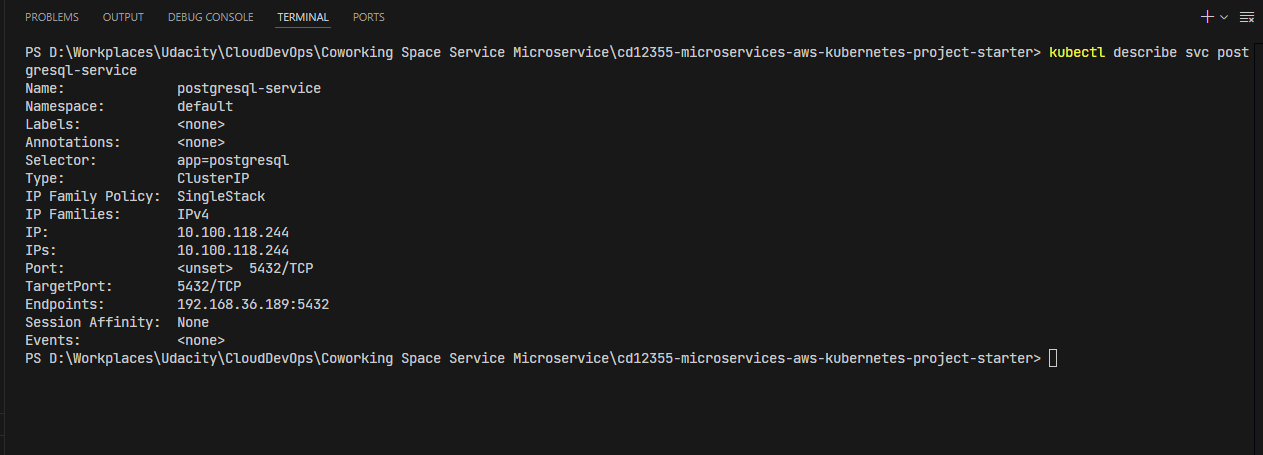 PROBLEMS OUTPUT DEBUG CONSOLE TERMINAL PORTS
PS D:\Workplaces\Udacity\CloudDevOps\Coworking Space Service Microservice\cd12355-microservices-aws-kubernetes-project-starter> kubectl describe svc post
gresql-service
Name:              postgresql-service
Namespace:         default
Labels:            <none>
Annotations:       <none>
Selector:          app=postgresql
Type:              ClusterIP
IP Family Policy:  SingleStack
IP Families:       IPv4
IP:                10.100.118.244
IPs:               10.100.118.244
Port:              <unset>  5432/TCP
TargetPort:        5432/TCP
Endpoints:         192.168.36.189:5432
Session Affinity:  None
Events:            <none>
PS D:\Workplaces\Udacity\CloudDevOps\Coworking Space Service Microservice\cd12355-microservices-aws-kubernetes-project-starter>